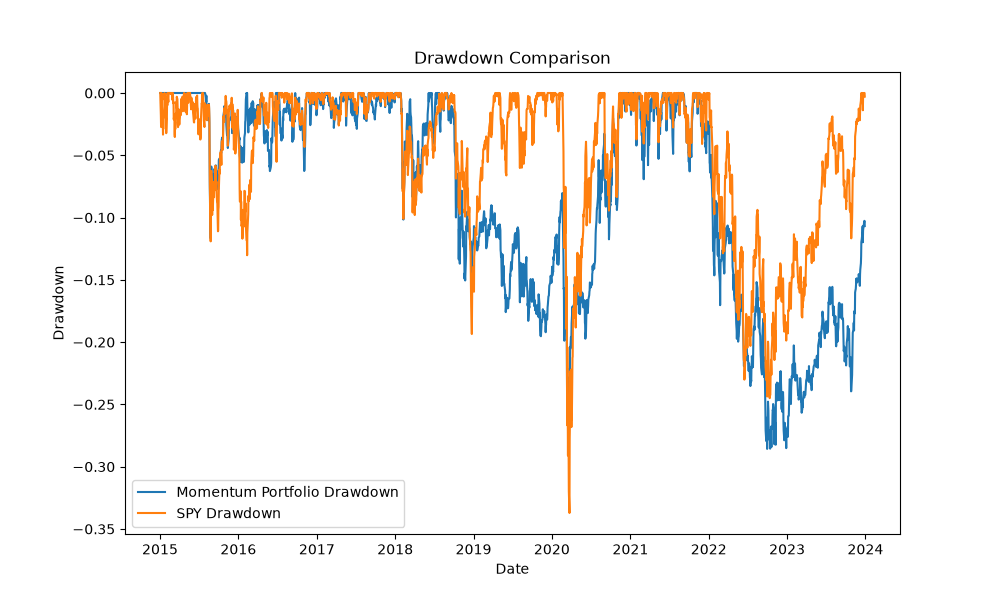 Drawdown Comparison
0.00
−0.05
−0.10
−0.15
−0.20
−0.25
−0.30
−0.35
Drawdown
Momentum Portfolio Drawdown
SPY Drawdown
2015 2016 2017 2018 2019 2020 2021 2022 2023 2024
Date